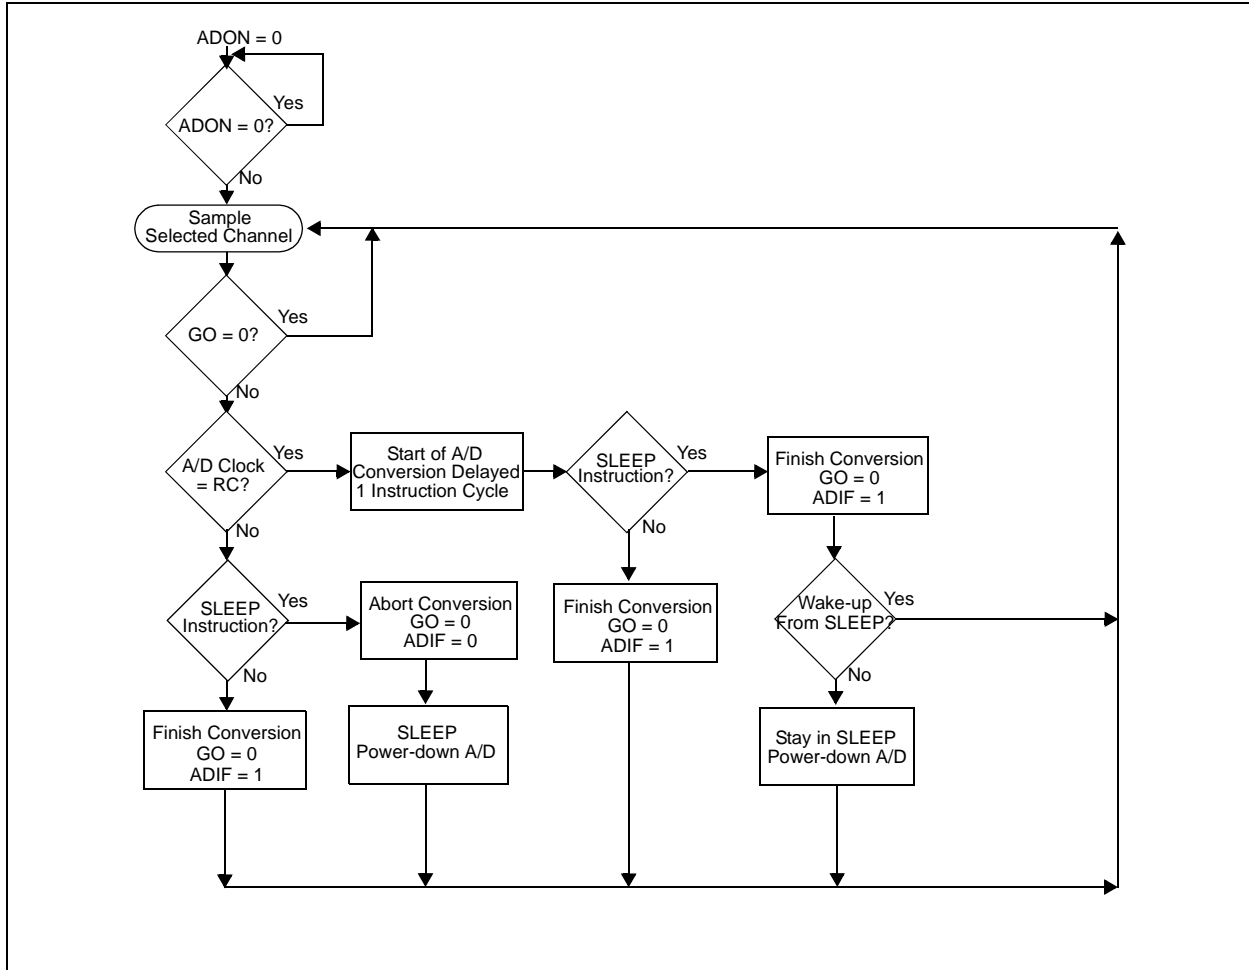 ADON = 0
Yes
ADON = 0?
No
Sample
Selected Channel
Yes
GO = 0?
No
Yes
A/D Clock
= RC?
No
Start of A/D
Conversion Delayed
1 Instruction Cycle
Yes
SLEEP
Instruction?
No
Finish Conversion
GO = 0
ADIF = 1
Yes
SLEEP
Instruction?
No
Abort Conversion
GO = 0
ADIF = 0
Finish Conversion
GO = 0
ADIF = 1
Wake-up
From SLEEP?
Yes
No
Finish Conversion
GO = 0
ADIF = 1
SLEEP
Power-down A/D
Stay in SLEEP
Power-down A/D